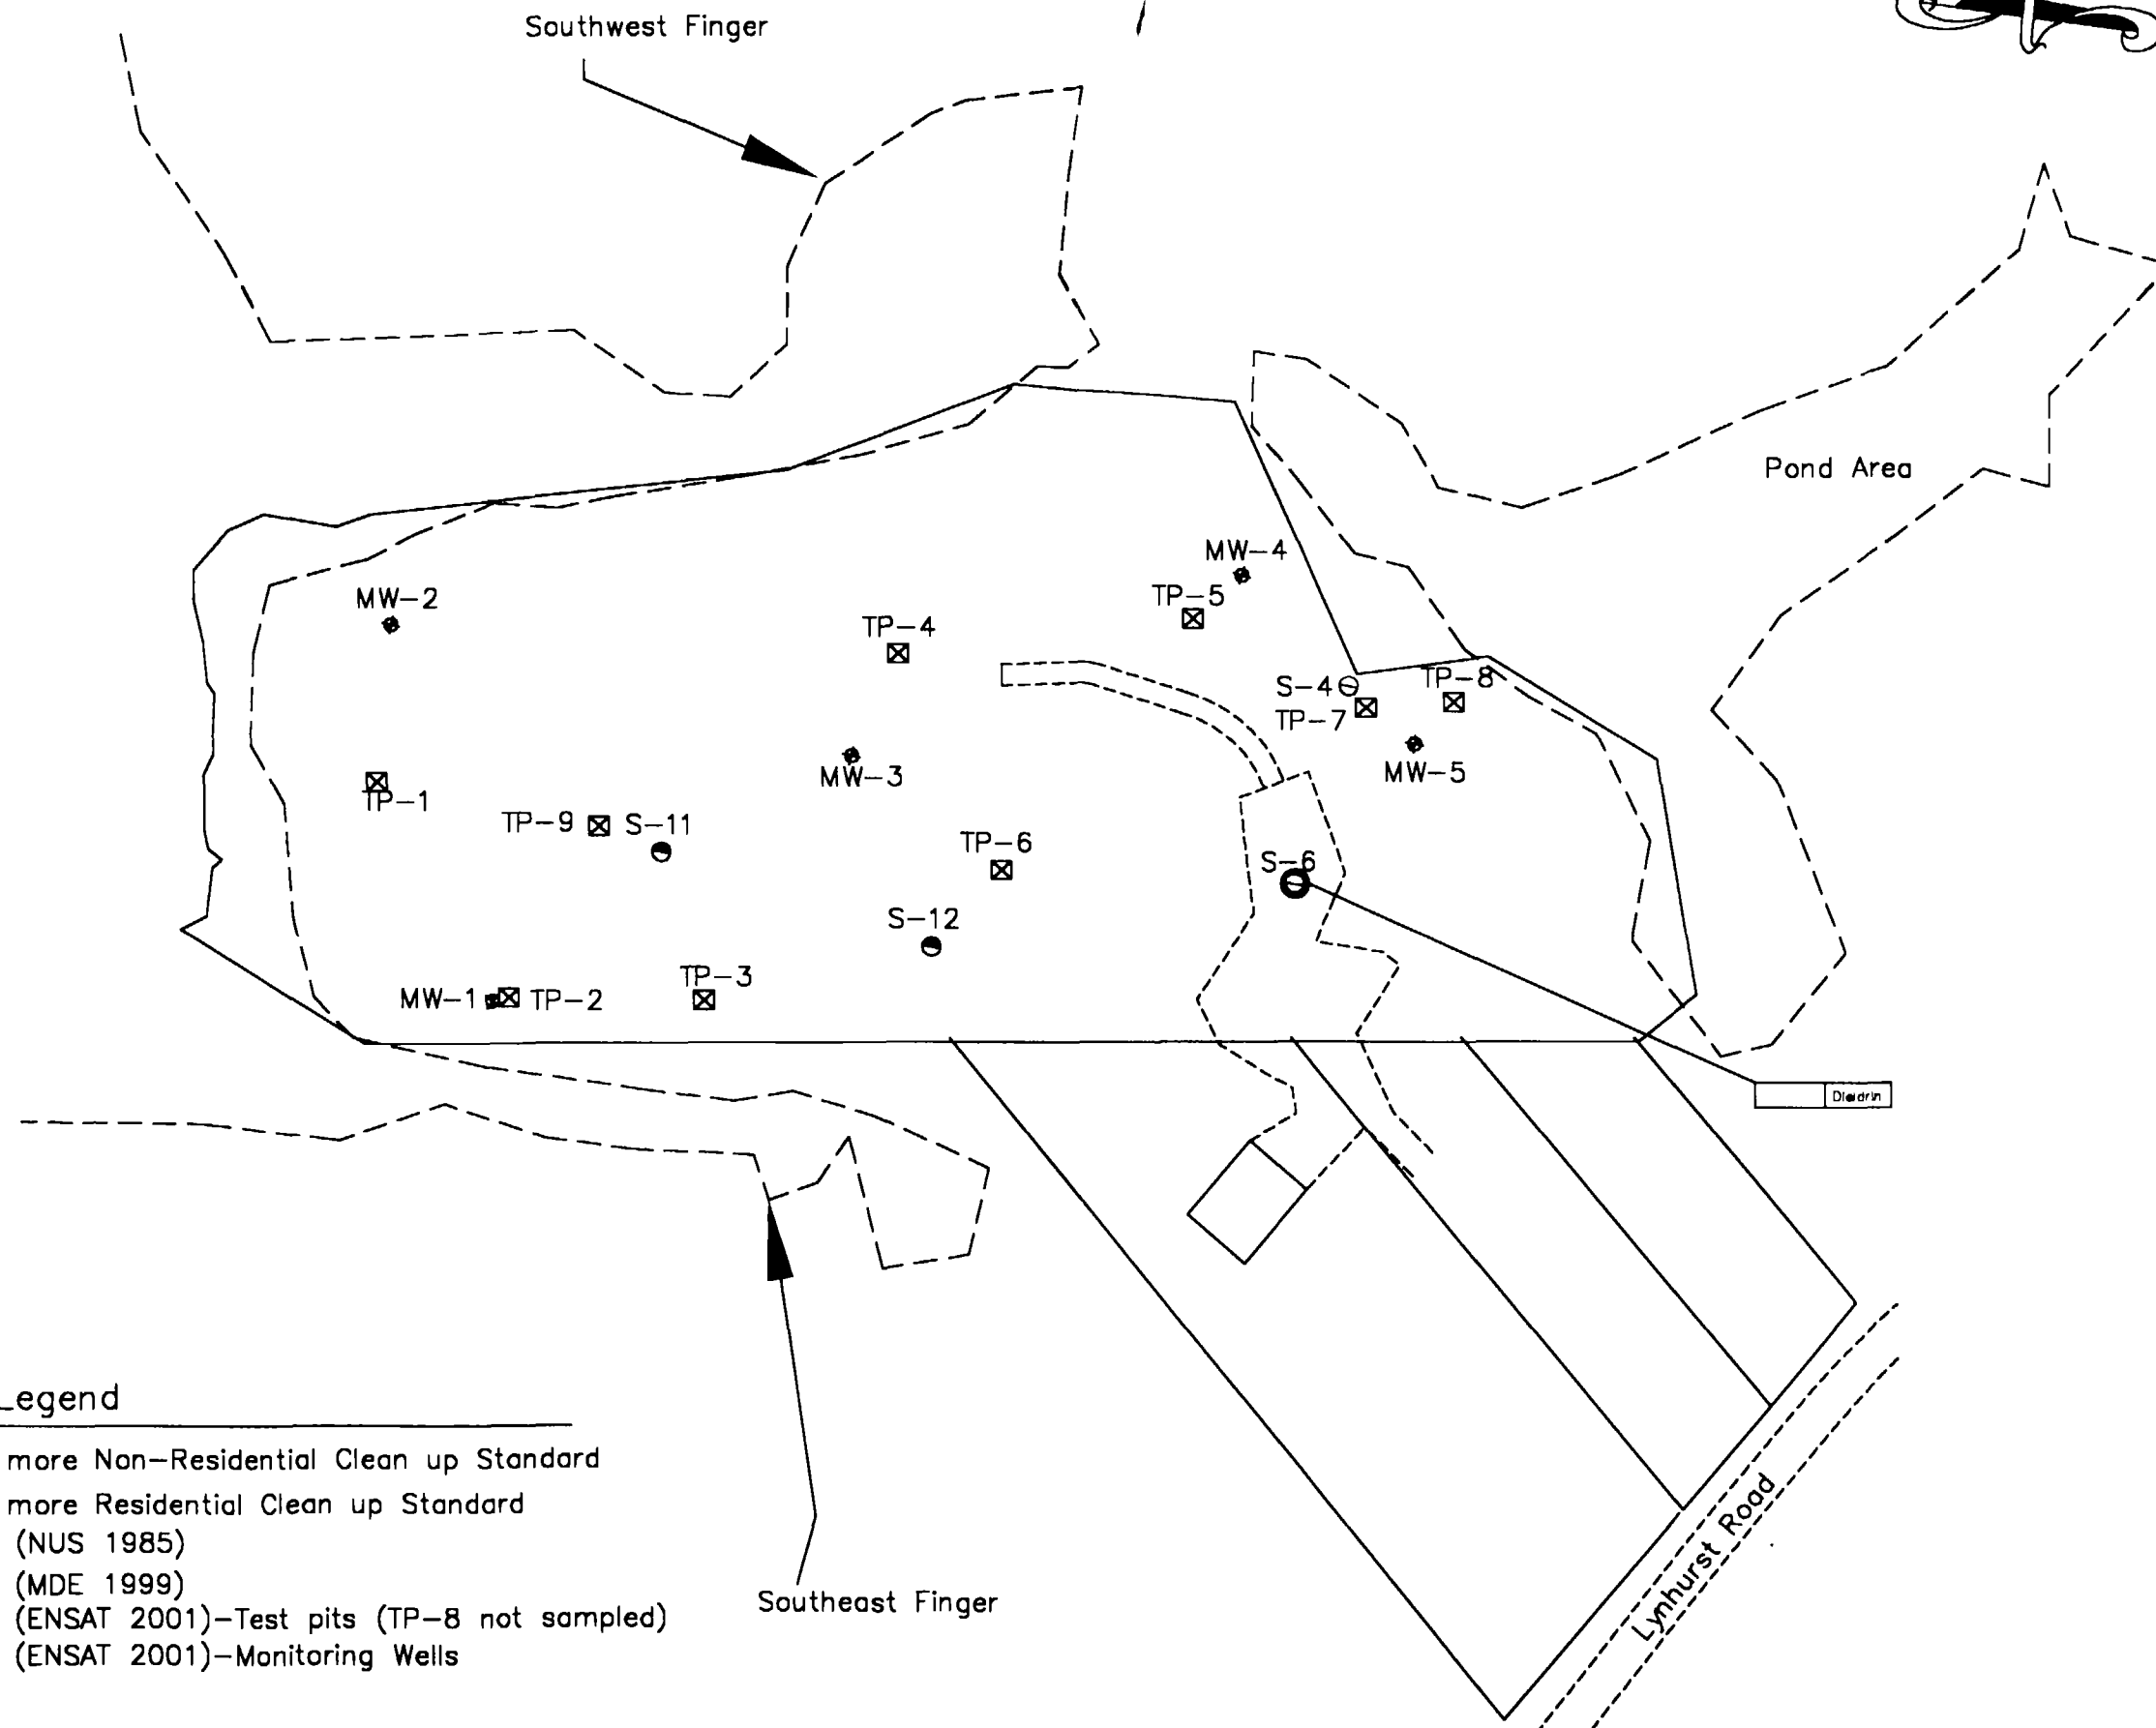 Southwest Finger
Pond Area
MW-4
TP-5
MW-2
TP-4
S-4
TP-8
TP-7
MW-3
MW-5
TP-1
TP-9 S-11
TP-6
S-6
S-12
TP-3
MW-1 TP-2
Dieldrin
Legend
more Non-Residential Clean up Standard
more Residential Clean up Standard
(NUS 1985)
(MDE 1999)
(ENSAT 2001)-Test pits (TP-8 not sampled)
(ENSAT 2001)-Monitoring Wells
Southeast Finger
Lynhurst Road